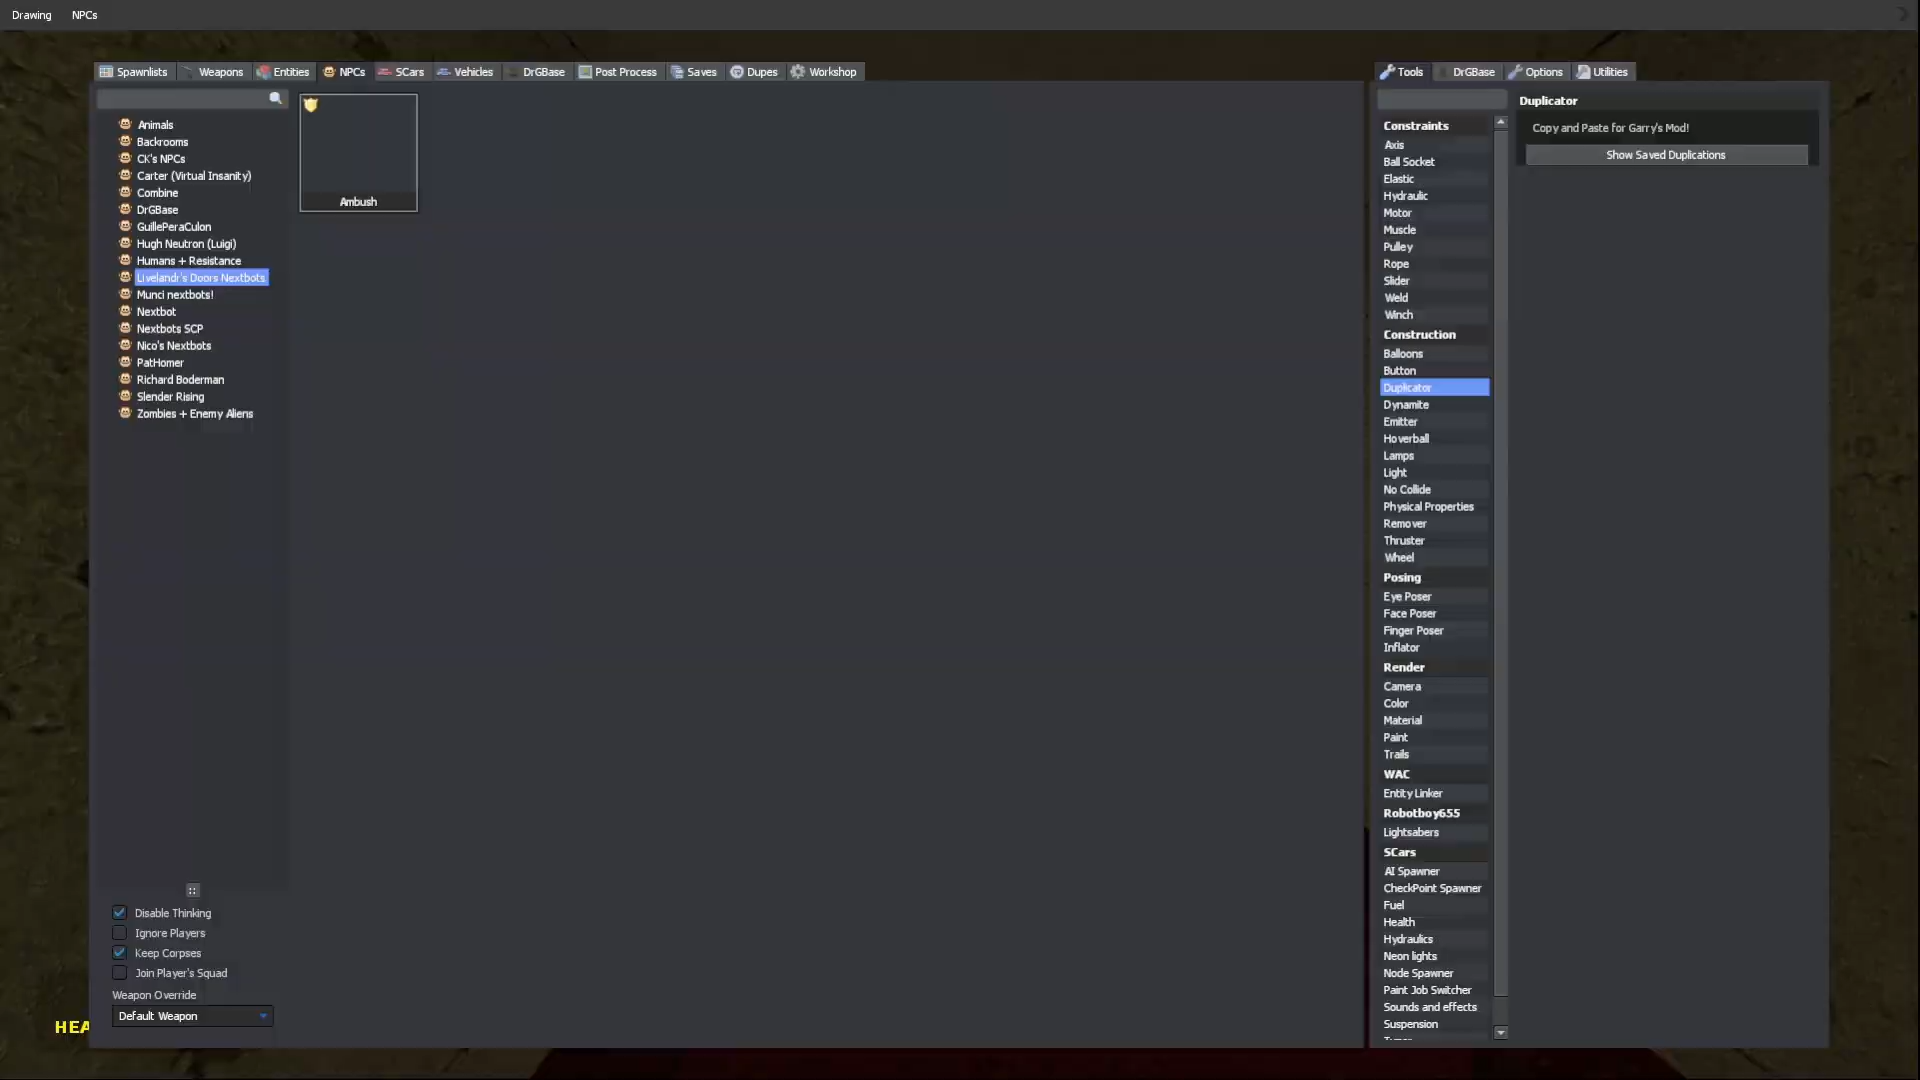 Drawing NPCs
Spawnlists Weapons Entities NPCs SCars Vehicles DrGBase Post Process Saves Dupes Workshop
Animals
Backrooms
CK's NPCs
Carter (Virtual Insanity)
Combine
DrGBase
GuillePeraCulon
Hugh Neutron (Luigi)
Humans + Resistance
Livelandr's Doors Nextbots
Munci nextbots!
Nextbot
Nextbots SCP
Nico's Nextbots
PatHomer
Richard Boderman
Slender Rising
Zombies + Enemy Aliens
Ambush
Disable Thinking
Ignore Players
Keep Corpses
Join Player's Squad
Weapon Override
Default Weapon
HEA
Tools DrGBase Options Utilities
Constraints
Axis
Ball Socket
Elastic
Hydraulic
Motor
Muscle
Pulley
Rope
Slider
Weld
Winch
Construction
Balloons
Button
Duplicator
Dynamite
Emitter
Hoverball
Lamps
Light
No Collide
Physical Properties
Remover
Thruster
Wheel
Posing
Eye Poser
Face Poser
Finger Poser
Inflator
Render
Camera
Color
Material
Paint
Trails
WAC
Entity Linker
Robotboy655
Lightsabers
SCars
AI Spawner
CheckPoint Spawner
Fuel
Health
Hydraulics
Neon lights
Node Spawner
Paint Job Switcher
Sounds and effects
Suspension
Duplicator
Copy and Paste for Garry's Mod!
Show Saved Duplications